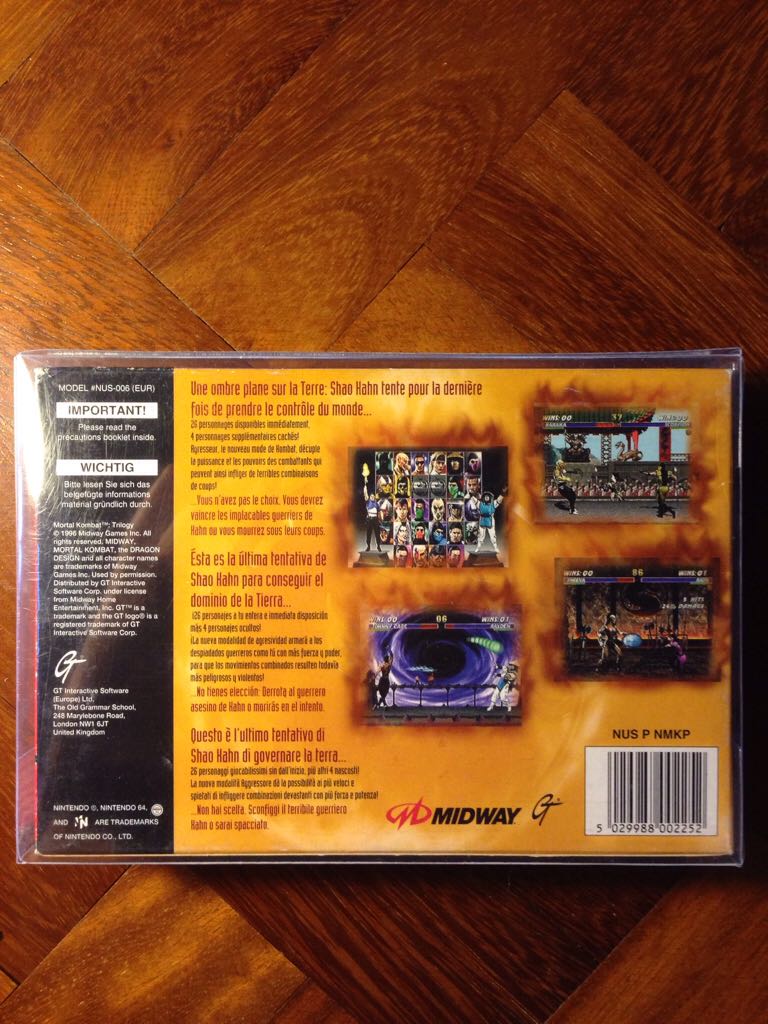 MODEL #NUS-006 (EUR)
IMPORTANT!
Please read the
precautions booklet inside.
WICHTIG
Bitte lesen Sie sich das
beigefügte informations
material gründlich durch.
Mortal Kombat™: Trilogy
© 1996 Midway Games Inc. All
rights reserved. MIDWAY,
MORTAL KOMBAT, the DRAGON
DESIGN and all character names
are trademarks of Midway
Games Inc. Used by permission.
Distributed by GT Interactive
Software Corp. under license
from Midway Home
Entertainment, Inc. GT™ is a
trademark and the GT logo® is a
registered trademark of GT
Interactive Software Corp.
GT
GT Interactive Software
(Europe) Ltd,
The Old Grammar School,
248 Marylebone Road,
London NW1 6JT
United Kingdom
NINTENDO ®, NINTENDO 64,
AND N ARE TRADEMARKS
OF NINTENDO CO., LTD.
Une ombre plane sur la Terre: Shao Kahn tente pour la dernière
fois de prendre le contrôle du monde...
26 personnages disponibles immédiatement,
4 personnages supplémentaires cachés!
Agresseur, le nouveau mode de Kombat, décuple
la puissance et les pouvoirs des combattants qui
peuvent ainsi infliger de terribles combinaisons
de coups!
...Vous n'avez pas le choix. Vous devrez
vaincre les implacables guerriers de
Kahn ou vous mourrez sous leurs coups.
Ésta es la última tentativa de
Shao Kahn para conseguir el
dominio de la Tierra...
¡26 personajes a tu entera e inmediata disposición
más 4 personajes ocultos!
¡La nueva modalidad de agresividad armará a los
despiadados guerreros como tú con más fuerza y poder,
para que los movimientos combinados resulten todavía
más peligrosos y violentos!
...No tienes elección: Derrota al guerrero
asesino de Kahn o morirás en el intento.
Questo è l'ultimo tentativo di
Shao Kahn di governare la terra...
26 personaggi giocabilissimi sin dall'inizio, più altri 4 nascosti!
La nuova modalità Aggressore dà la possibilità ai più veloci e
spietati di infliggere combinazioni devastanti con più forza e potenza!
...Non hai scelta. Sconfiggi il terribile guerriero
Kahn o sarai spacciato.
WINS: 00 37 WINS: 00
BARAKA SCORPION
WINS: 00 86 WINS: 01
5 HITS
24% DAMAGE
WINS: 00 06 WINS: 01
JOHNNY CAGE RAYDEN
MIDWAY
GT
NUS P NMKP
5 029988 002252